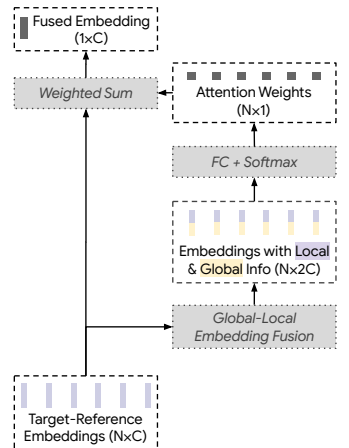 Fused Embedding
(1×C)
Weighted Sum
Attention Weights
(N×1)
FC + Softmax
Embeddings with Local
& Global Info (N×2C)
Global-Local
Embedding Fusion
Target-Reference
Embeddings (N×C)